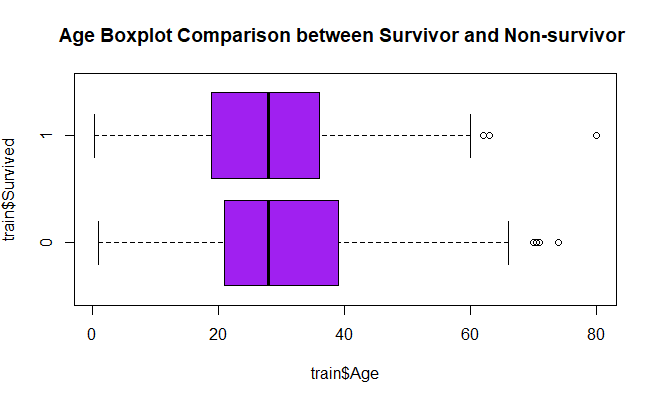 Age Boxplot Comparison between Survivor and Non-survivor
train$Survived
1
0
0 20 40 60 80
train$Age